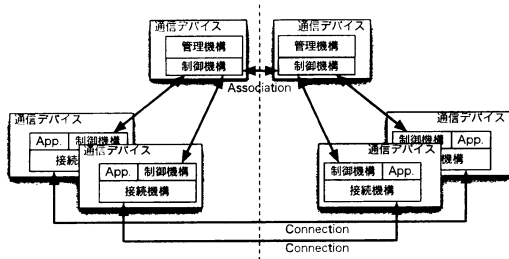 通信デバイス
管理機構
制御機構
通信デバイス
管理機構
制御機構
Association
通信デバイス
App. 制御機構
接続
通信デバイス
App. 制御機構
接続機構
通信デバイス
制御機構 App.
機構
通信デバイス
制御機構 App.
接続機構
Connection
Connection